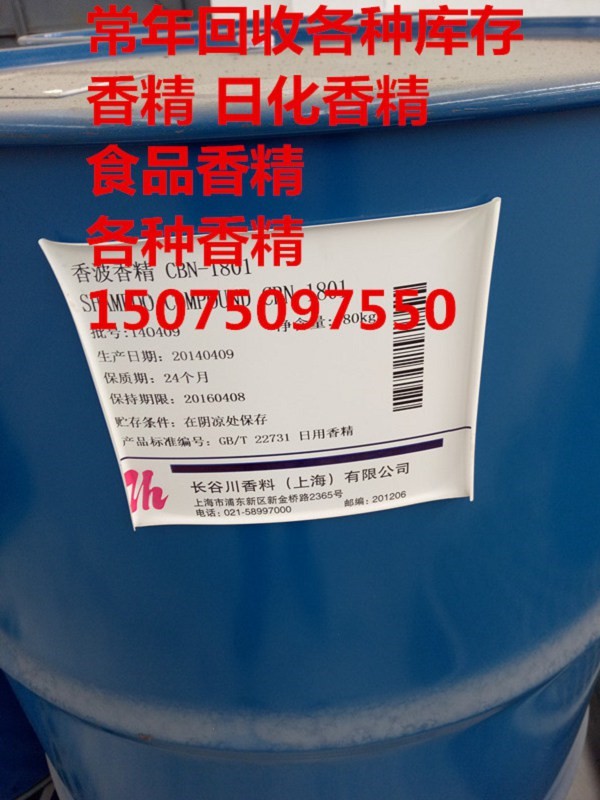 常年回收各种库存
香精 日化香精
食品香精
各种香精
15075097550
香波香精 CBN-1801
SHAMPOO COMPOUND CBN-1801
批号:140409 净含量: 80kg
生产日期: 20140409
保质期: 24个月
保持期限: 20160408
贮存条件: 在阴凉处保存
产品标准编号: GB/T 22731 日用香精
长谷川香料（上海）有限公司
上海市浦东新区新金桥路2365号
电话: 021-58997000 邮编: 201206